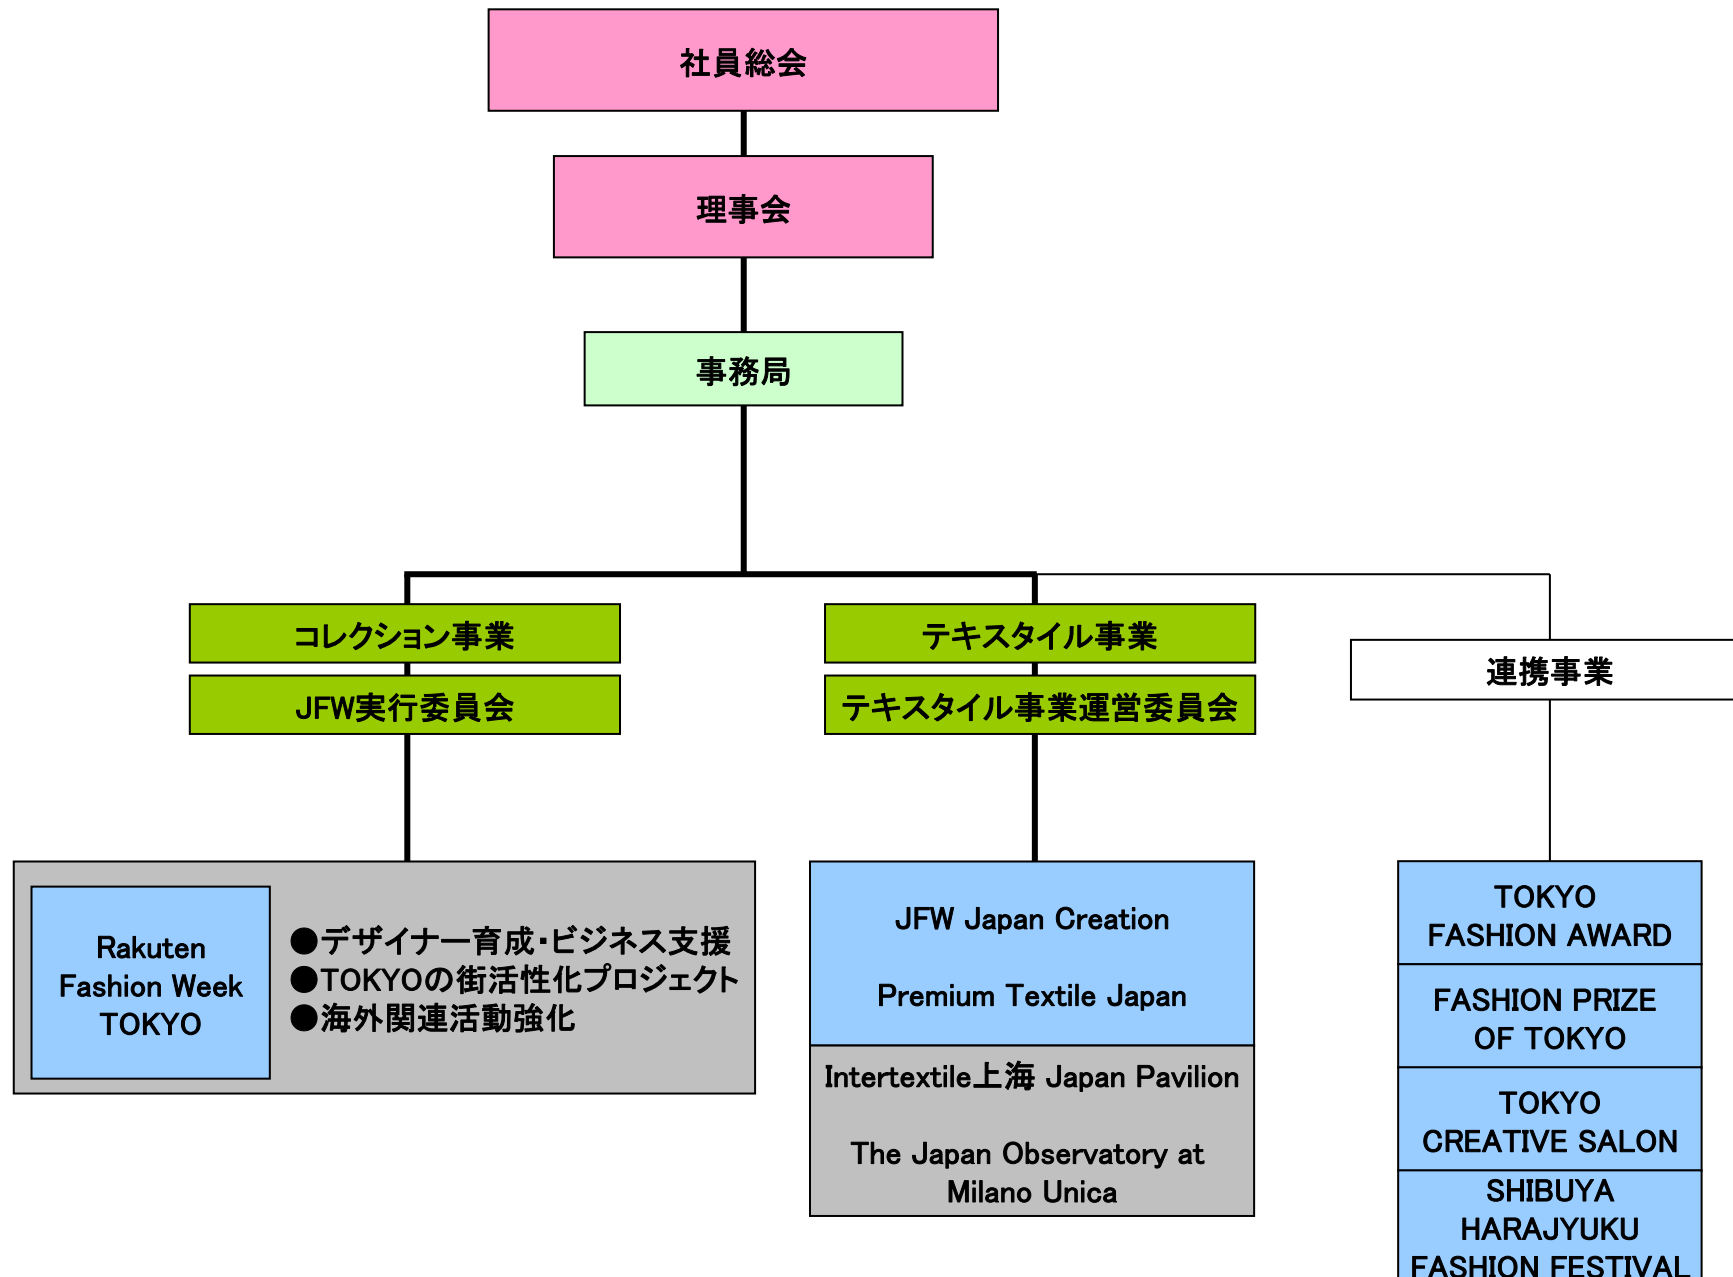 社員総会
理事会
事務局
コレクション事業
JFW実行委員会
テキスタイル事業
テキスタイル事業運営委員会
連携事業
Rakuten
Fashion Week
TOKYO
●デザイナー育成・ビジネス支援
●TOKYOの街活性化プロジェクト
●海外関連活動強化
JFW Japan Creation
Premium Textile Japan
Intertextile上海 Japan Pavilion
The Japan Observatory at
Milano Unica
TOKYO
FASHION AWARD
FASHION PRIZE
OF TOKYO
TOKYO
CREATIVE SALON
SHIBUYA
HARAJYUKU
FASHION FESTIVAL